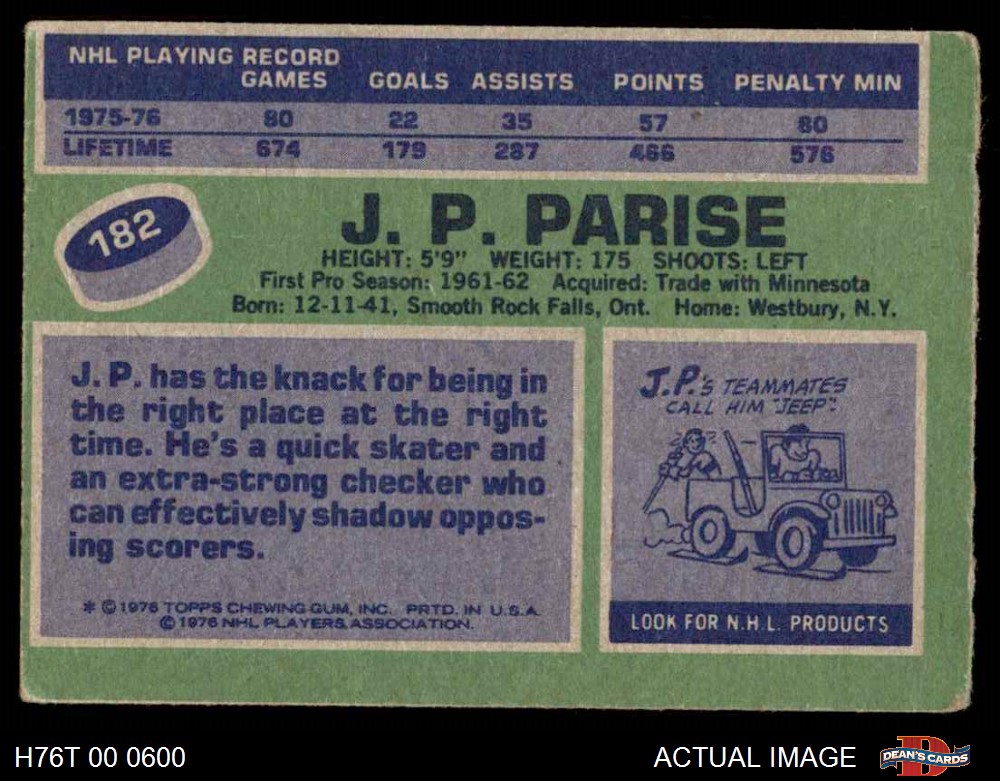 NHL PLAYING RECORD
GAMES GOALS ASSISTS POINTS PENALTY MIN
1975-76 80 22 35 57 80
LIFETIME 674 179 287 466 576
182
J. P. PARISE
HEIGHT: 5'9" WEIGHT: 175 SHOOTS: LEFT
First Pro Season: 1961-62 Acquired: Trade with Minnesota
Born: 12-11-41, Smooth Rock Falls, Ont. Home: Westbury, N.Y.
J. P. has the knack for being in
the right place at the right
time. He's a quick skater and
an extra-strong checker who
can effectively shadow oppos-
ing scorers.
* © 1976 TOPPS CHEWING GUM, INC. PRTD. IN U.S.A.
© 1976 NHL PLAYERS ASSOCIATION.
J.P.'s TEAMMATES
CALL HIM "JEEP".
LOOK FOR N.H.L. PRODUCTS
H76T 00 0600
ACTUAL IMAGE
DEAN'S CARDS